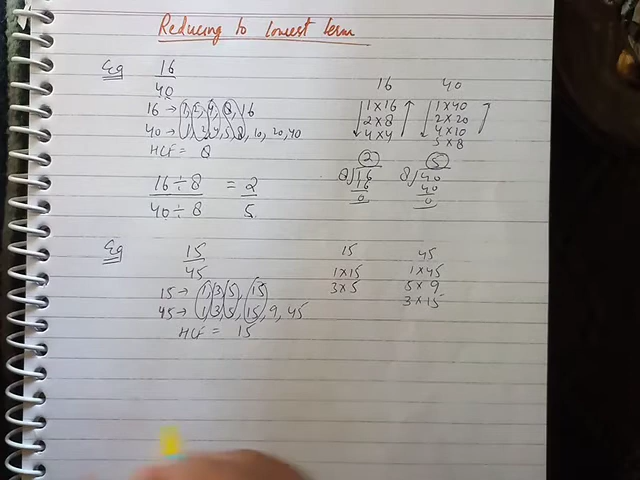 Reducing to lowest term
Eg 16
40
16 → 1, 2, 4, 8, 16
40 → 1, 2, 4, 5, 8, 10, 20, 40
HCF = 8
16 40
1 x 16 1 x 40
2 x 8 2 x 20
4 x 4 4 x 10
5 x 8
16 ÷ 8 = 2
40 ÷ 8 5
2 5
8 16 8 40
16 40
0 0
Eg 15
45
15 → 1, 3, 5, 15
45 → 1, 3, 5, 15, 9, 45
HCF = 15
15 45
1 x 15 1 x 45
3 x 5 5 x 9
3 x 15